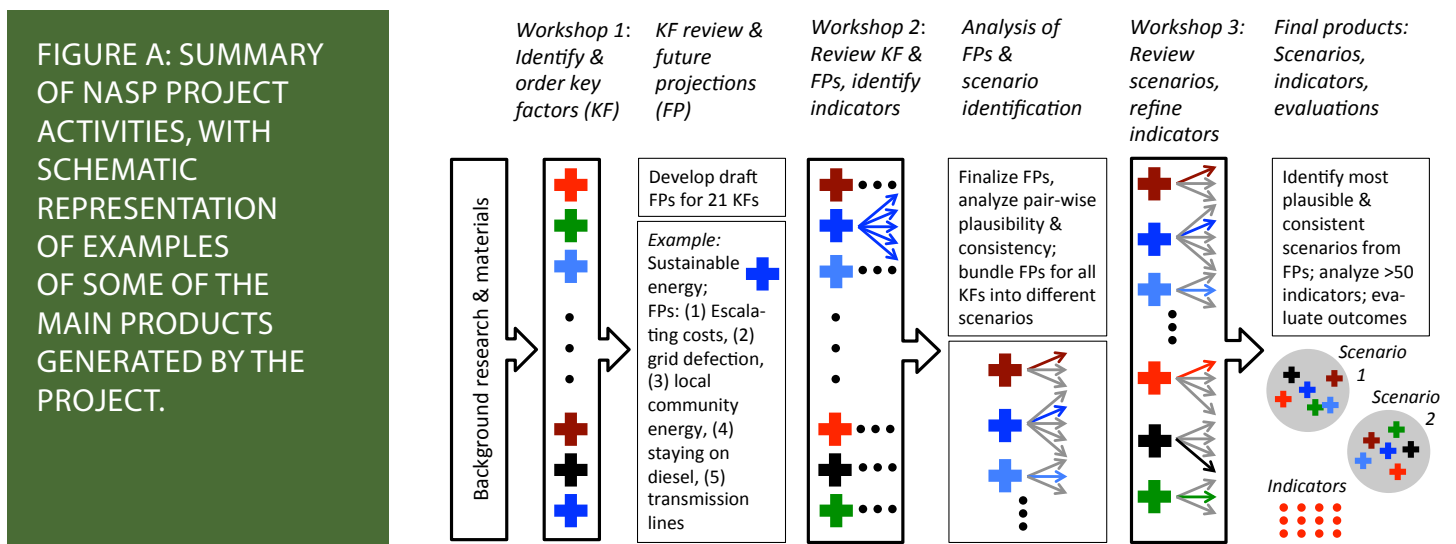 FIGURE A: SUMMARY
OF NASP PROJECT
ACTIVITIES, WITH
SCHEMATIC
REPRESENTATION
OF EXAMPLES
OF SOME OF THE
MAIN PRODUCTS
GENERATED BY THE
PROJECT.
Background research & materials
Workshop 1:
Identify &
order key
factors (KF)
KF review &
future
projections
(FP)
Develop draft
FPs for 21 KFs
Example:
Sustainable
energy;
FPs: (1) Escala-
ting costs, (2)
grid defection,
(3) local
community
energy, (4)
staying on
diesel, (5)
transmission
lines
Workshop 2:
Review KF &
FPs, identify
indicators
Analysis of
FPs &
scenario
identification
Finalize FPs,
analyze pair-wise
plausibility &
consistency;
bundle FPs for all
KFs into different
scenarios
Workshop 3:
Review
scenarios,
refine
indicators
Final products:
Scenarios,
indicators,
evaluations
Identify most
plausible &
consistent
scenarios from
FPs; analyze >50
indicators; eva-
luate outcomes
Scenario
1
Scenario
2
Indicators